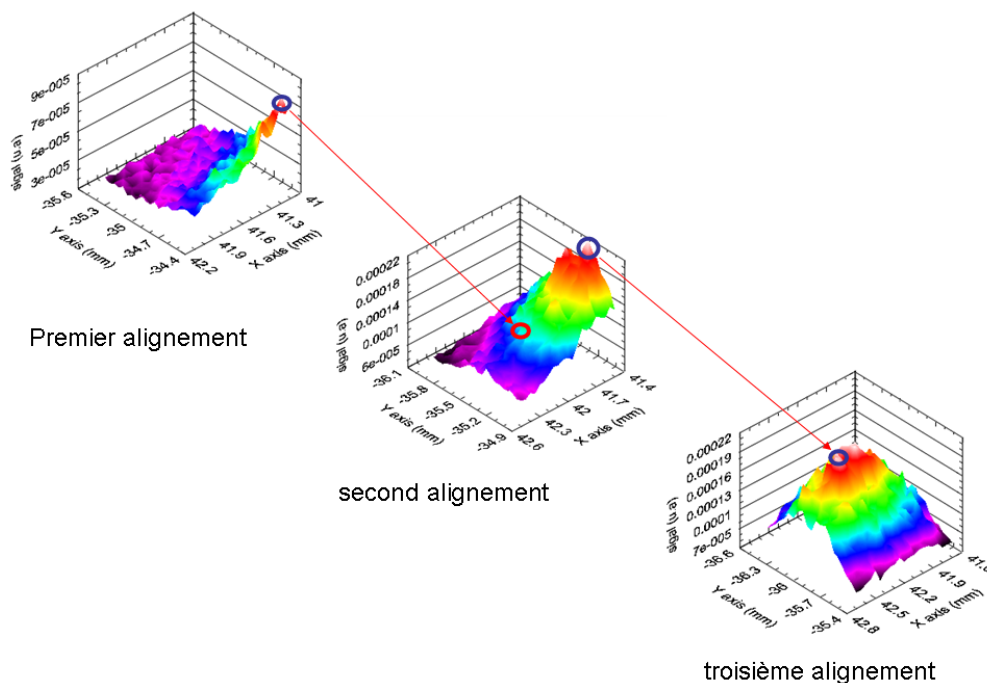 9e-005
7e-005
5e-005
3e-005
sigal (u.a)
-35.6
-35.3
-35
-34.7
-34.4
Y axis (mm)
42.2
41.9
41.6
41.3
41
X axis (mm)
Premier alignement
0.00022
0.00018
0.00014
0.0001
6e-005
sigal (u.a)
-36.1
-35.8
-35.5
-35.2
-34.9
Y axis (mm)
42.6
42.3
42
41.7
41.4
X axis (mm)
second alignement
0.00022
0.00019
0.00016
0.00013
0.0001
7e-005
sigal (u.a)
-36.6
-36.3
-36
-35.7
-35.4
Y axis (mm)
42.8
42.5
42.2
41.9
X axis (mm)
troisième alignement